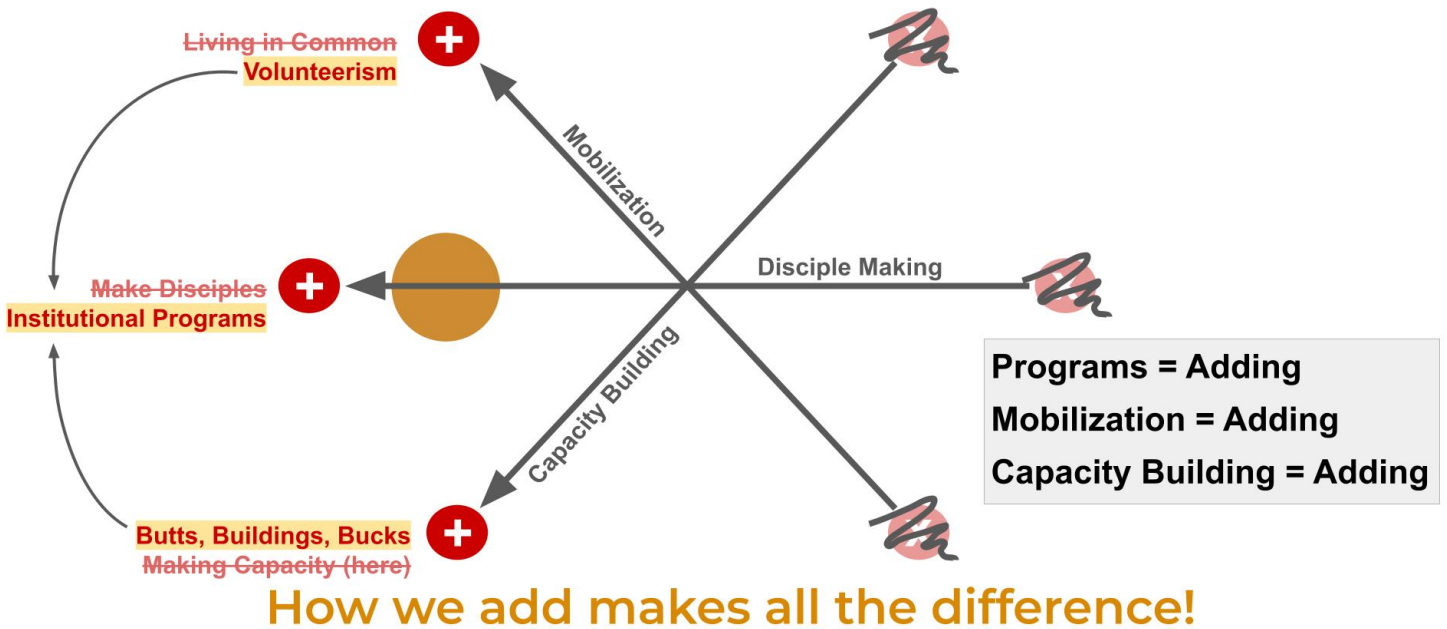 Living in Common
Volunteerism
Mobilization
Make Disciples
Institutional Programs
Disciple Making
Capacity Building
Programs = Adding
Mobilization = Adding
Capacity Building = Adding
Butts, Buildings, Bucks
Making Capacity (here)
How we add makes all the difference!